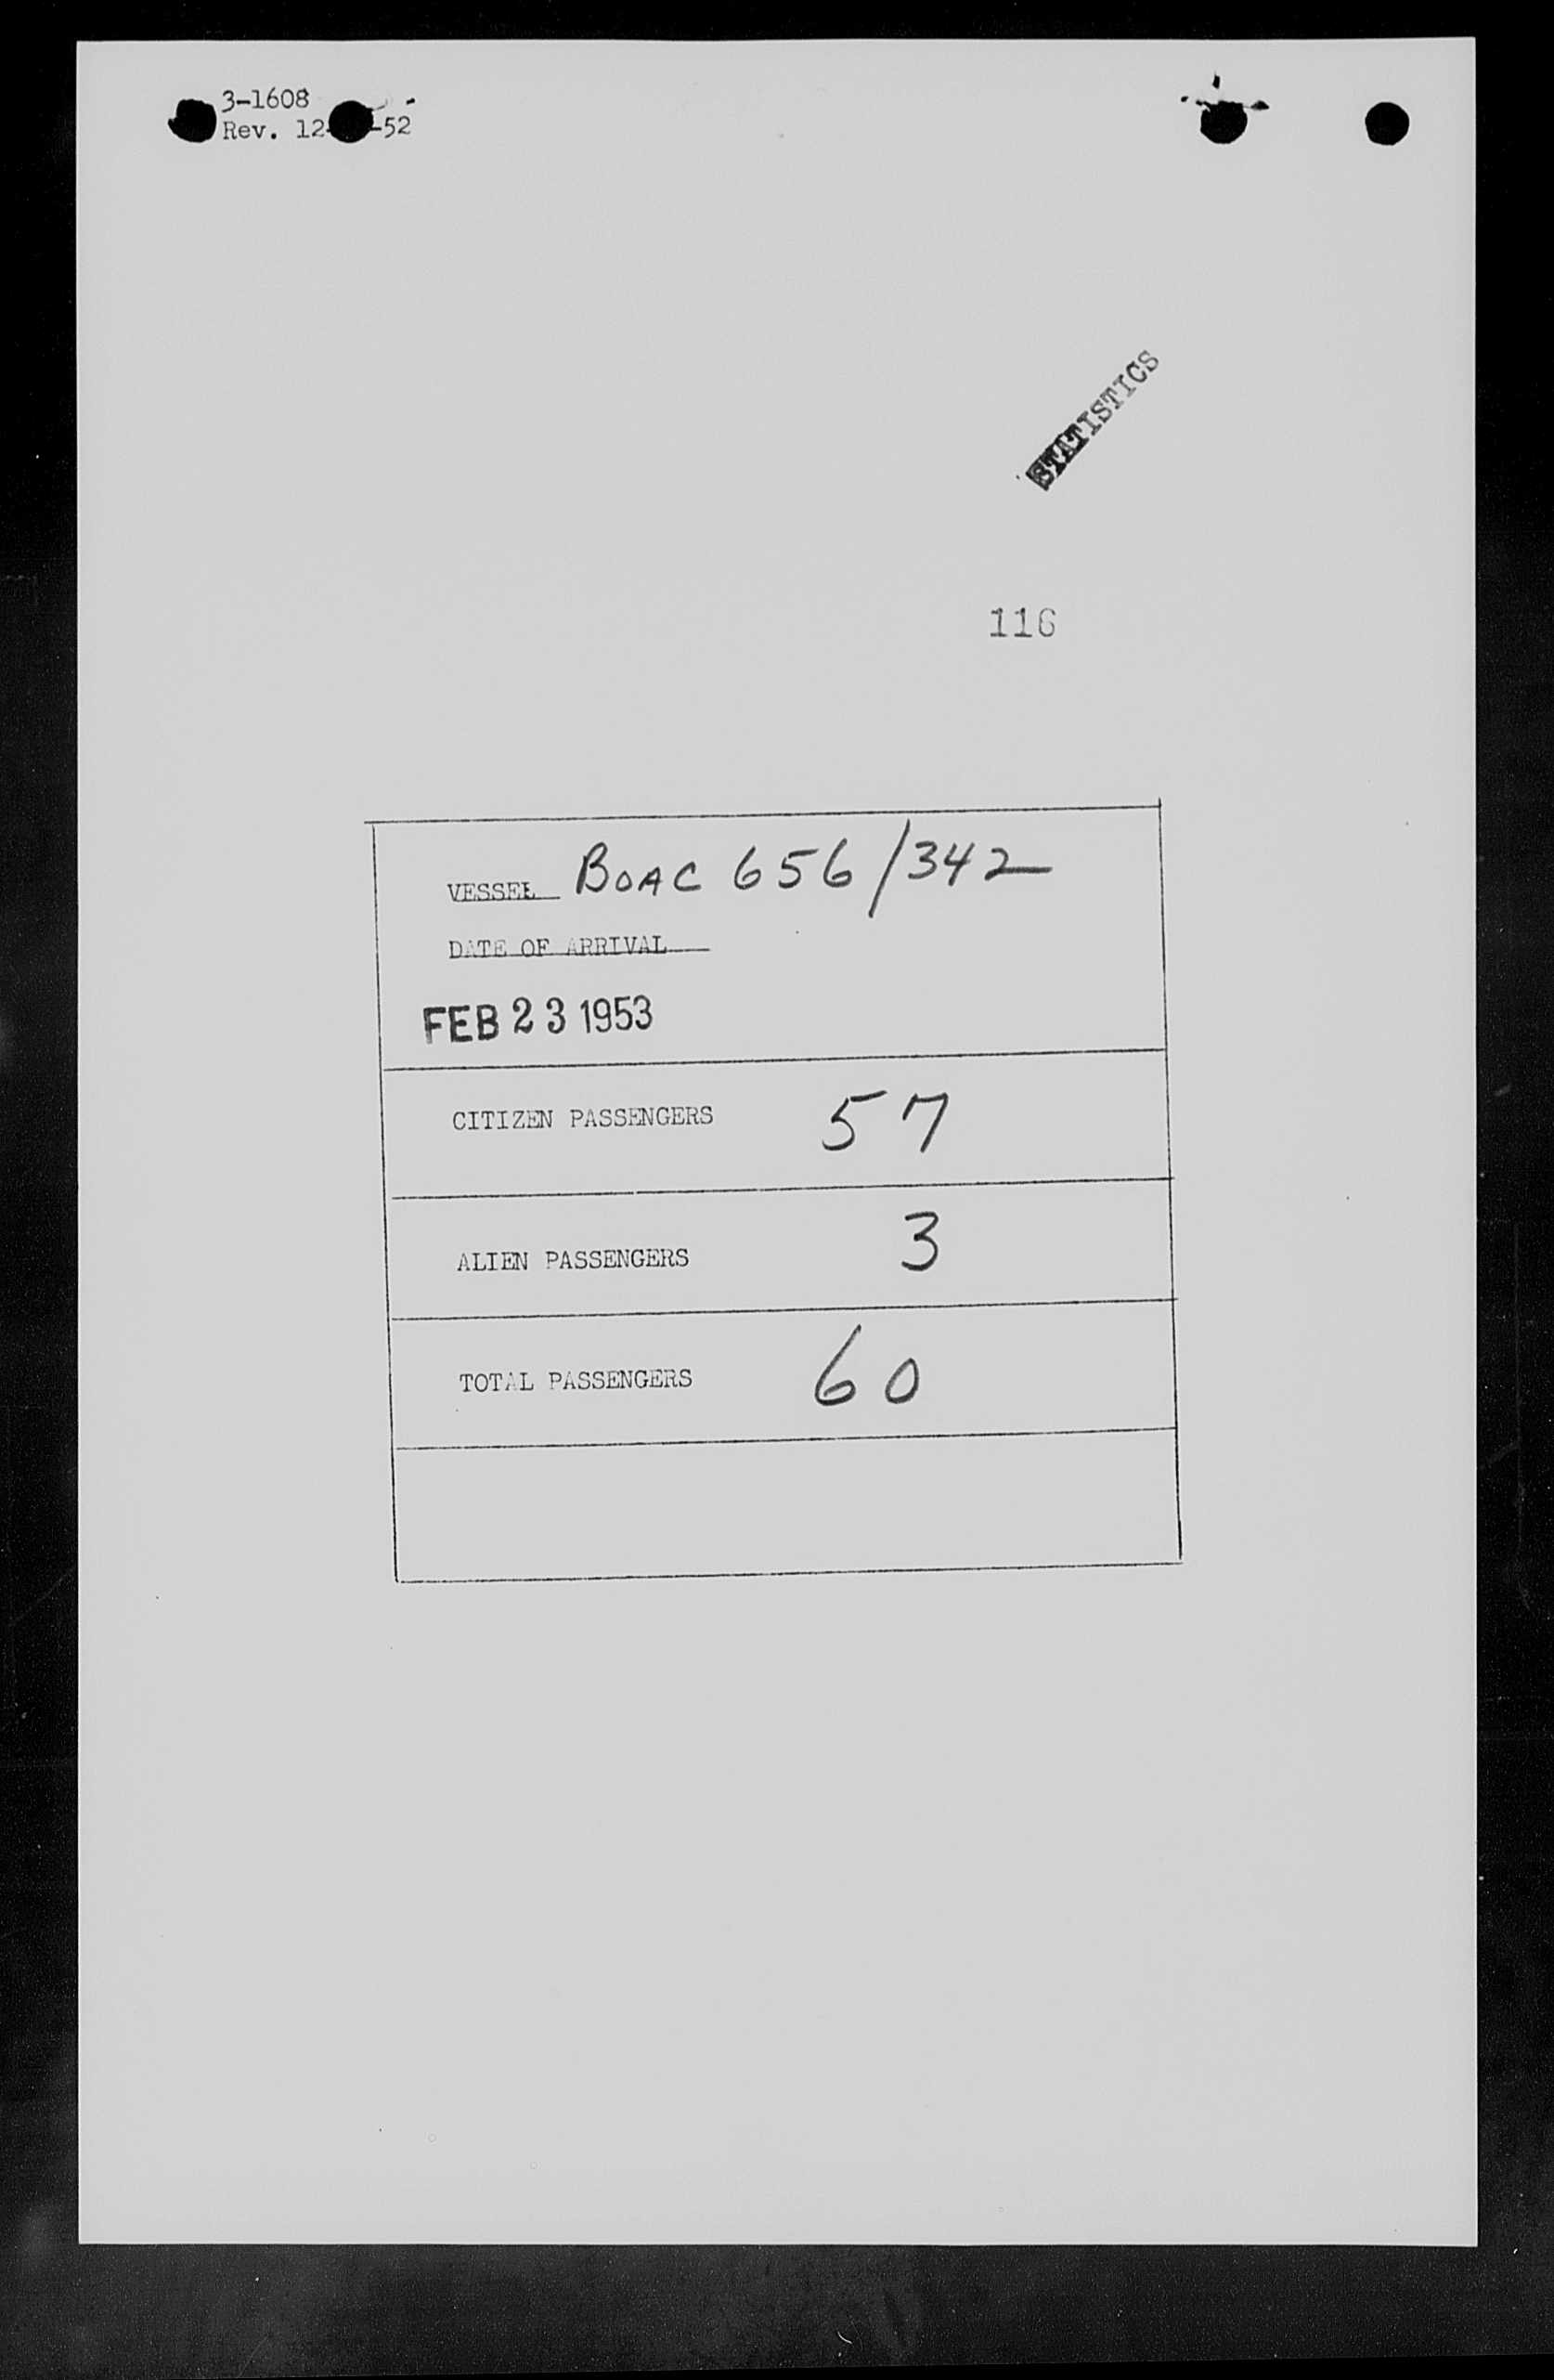 3-1608
Rev. 12- -52
STATISTICS
116
VESSEL BOAC 656/342
DATE OF ARRIVAL
FEB 23 1953
CITIZEN PASSENGERS 57
ALIEN PASSENGERS 3
TOTAL PASSENGERS 60